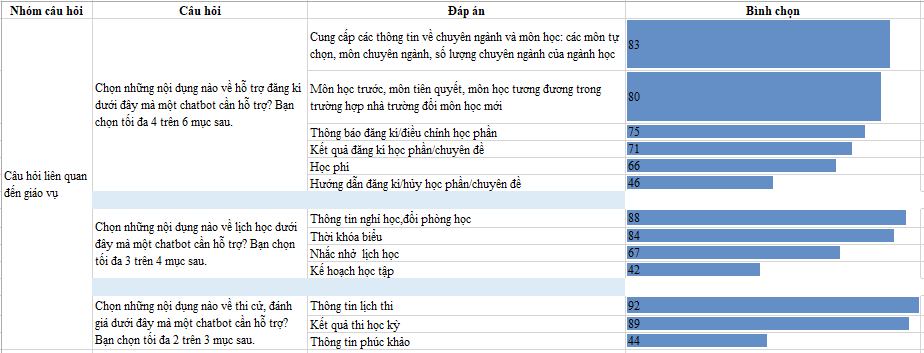 Nhóm câu hỏi Câu hỏi Đáp án Bình chọn
Câu hỏi liên quan
đến giáo vụ
Chọn những nội dụng nào về hỗ trợ đăng kí
dưới đây mà một chatbot cần hỗ trợ? Bạn
chọn tối đa 4 trên 6 mục sau.
Cung cấp các thông tin về chuyên ngành và môn học: các môn tự
chọn, môn chuyên ngành, số lượng chuyên ngành của ngành học
83
Môn học trước, môn tiên quyết, môn học tương đương trong
trường hợp nhà trường đổi môn học mới
80
Thông báo đăng kí/điều chỉnh học phần 75
Kết quả đăng kí học phần/chuyên đề 71
Học phí 66
Hướng dẫn đăng kí/hủy học phần/chuyên đề 46
Chọn những nội dụng nào về lịch học dưới
đây mà một chatbot cần hỗ trợ? Bạn chọn
tối đa 3 trên 4 mục sau.
Thông tin nghỉ học,đổi phòng học 88
Thời khóa biểu 84
Nhắc nhở lịch học 67
Kế hoạch học tập 42
Chọn những nội dụng nào về thi cử, đánh
giá dưới đây mà một chatbot cần hỗ trợ?
Bạn chọn tối đa 2 trên 3 mục sau.
Thông tin lịch thi 92
Kết quả thi học kỳ 89
Thông tin phúc khảo 44